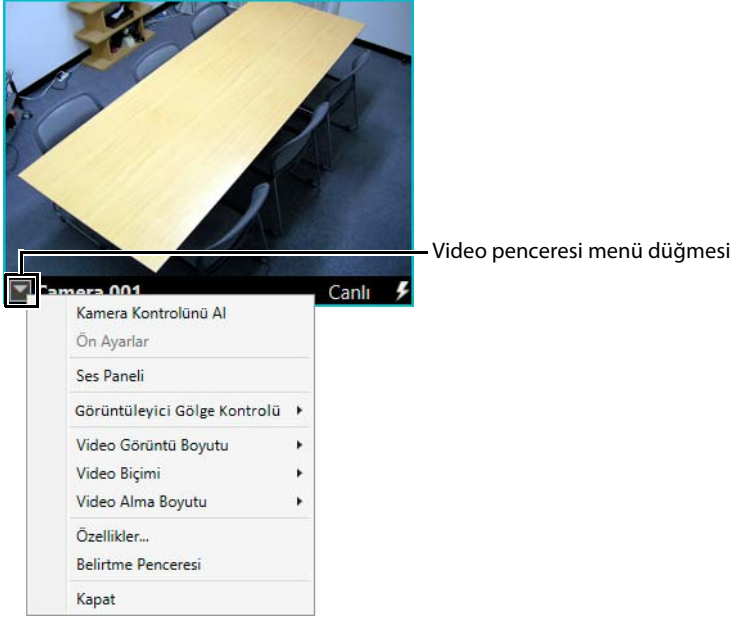 Video penceresi menü düğmesi
Camera 001 Canlı
Kamera Kontrolünü Al
Ön Ayarlar
Ses Paneli
Görüntüleyici Gölge Kontrolü
Video Görüntü Boyutu
Video Biçimi
Video Alma Boyutu
Özellikler...
Belirtme Penceresi
Kapat